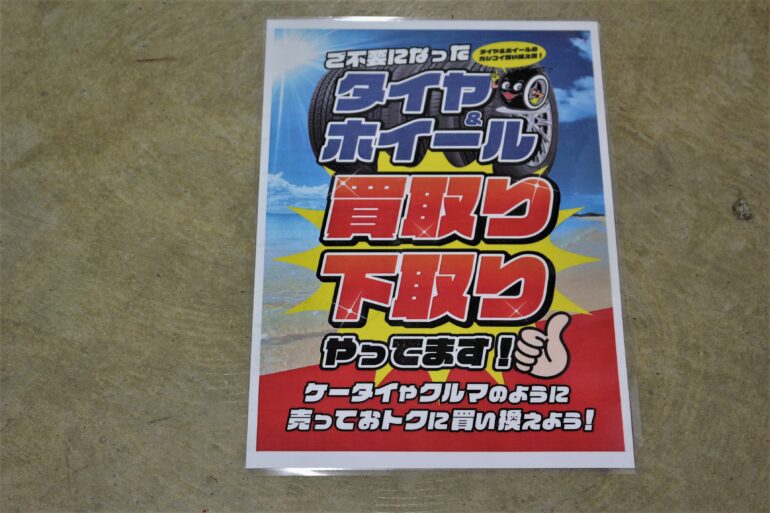 ご不要になった
タイヤ&ホイールの
カシコイ買い換え術！
タイヤ
&
ホイール
買取り
下取り
やってます！
ケータイやクルマのように
売っておトクに買い換えよう！